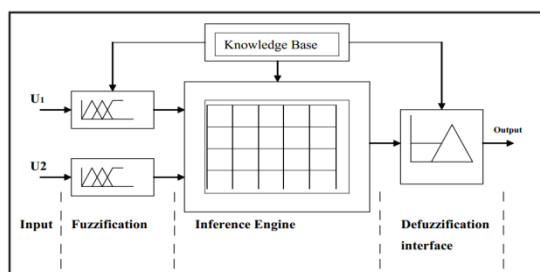 Knowledge Base
U1
U2
Output
Input
Fuzzification
Inference Engine
Defuzzification
interface